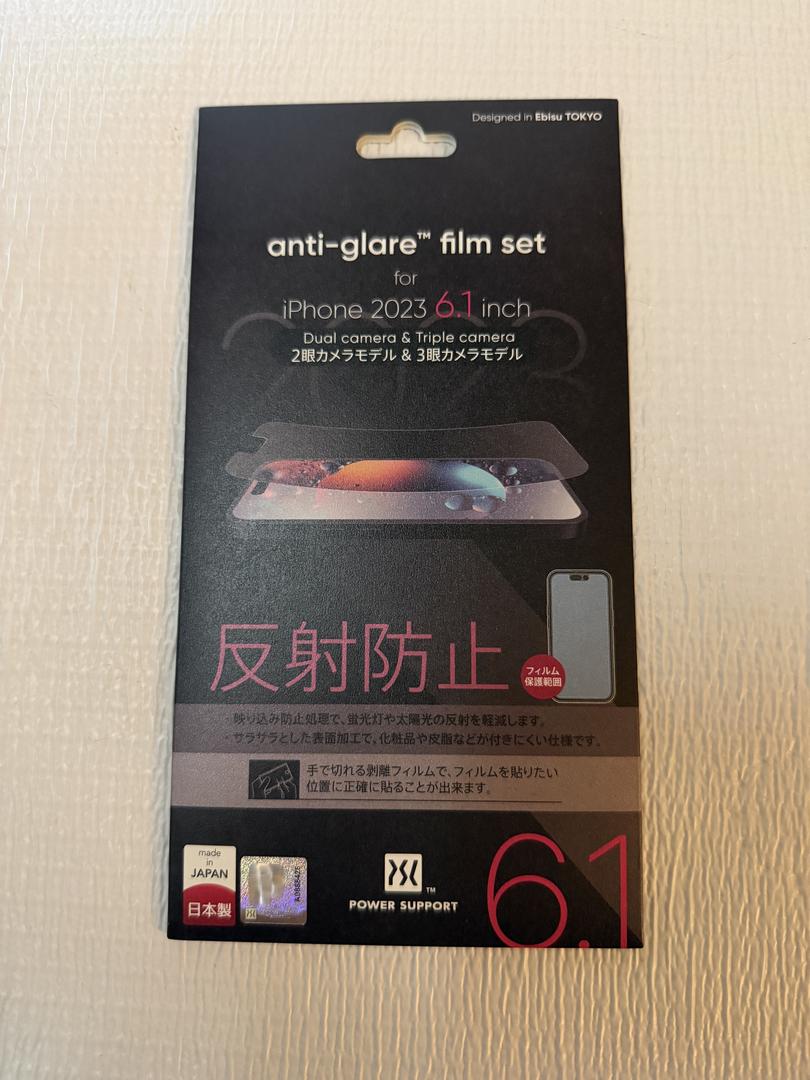 Designed in Ebisu TOKYO
anti-glare™ film set
for
iPhone 2023 6.1 inch
Dual camera & Triple camera
2眼カメラモデル & 3眼カメラモデル
2023
反射防止
フィルム
保護範囲
・映り込み防止処理で、蛍光灯や太陽光の反射を軽減します。
・サラサラとした表面加工で、化粧品や皮脂などが付きにくい仕様です。
手で切れる剥離フィルムで、フィルムを貼りたい
位置に正確に貼ることが出来ます。
made
in
JAPAN
日本製
PSC TM
POWER SUPPORT
6.1